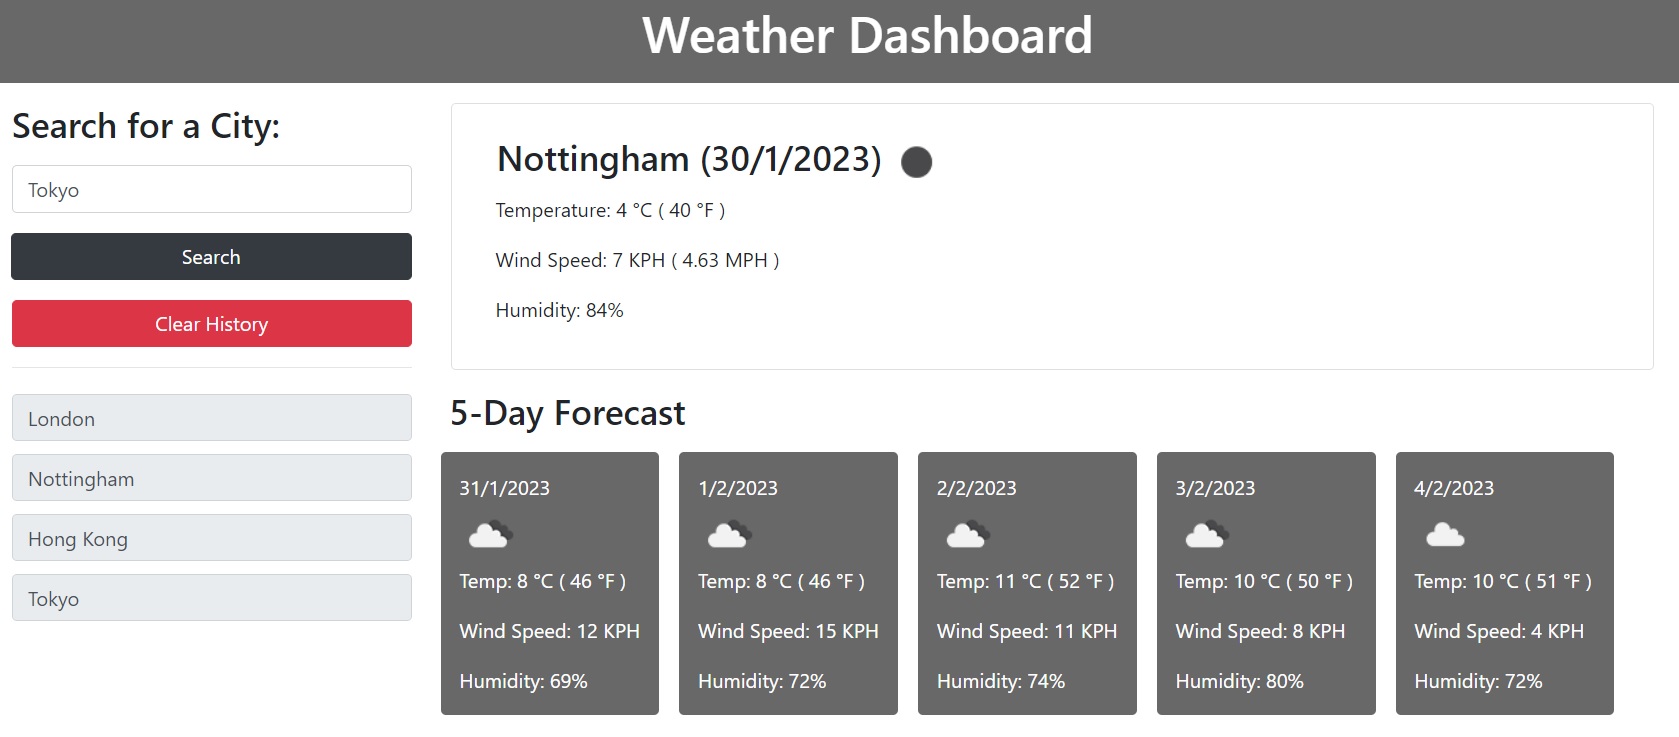 Weather Dashboard
Search for a City:
Tokyo
Search
Clear History
London
Nottingham
Hong Kong
Tokyo
Nottingham (30/1/2023)
Temperature: 4 °C ( 40 °F )
Wind Speed: 7 KPH ( 4.63 MPH )
Humidity: 84%
5-Day Forecast
31/1/2023
Temp: 8 °C ( 46 °F )
Wind Speed: 12 KPH
Humidity: 69%
1/2/2023
Temp: 8 °C ( 46 °F )
Wind Speed: 15 KPH
Humidity: 72%
2/2/2023
Temp: 11 °C ( 52 °F )
Wind Speed: 11 KPH
Humidity: 74%
3/2/2023
Temp: 10 °C ( 50 °F )
Wind Speed: 8 KPH
Humidity: 80%
4/2/2023
Temp: 10 °C ( 51 °F )
Wind Speed: 4 KPH
Humidity: 72%